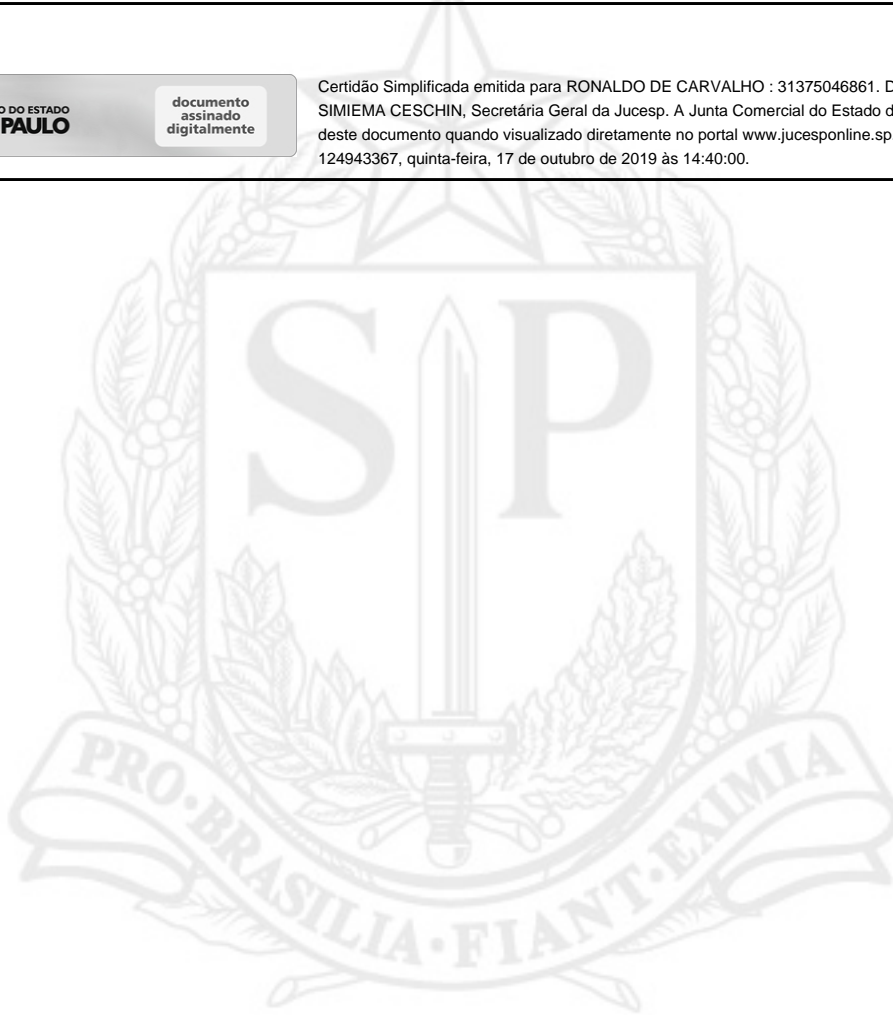 O DO ESTADO
PAULO
documento
assinado
digitalmente
Certidão Simplificada emitida para RONALDO DE CARVALHO : 31375046861. D
SIMIEMA CESCHIN, Secretária Geral da Jucesp. A Junta Comercial do Estado d
deste documento quando visualizado diretamente no portal www.jucesponline.sp
124943367, quinta-feira, 17 de outubro de 2019 às 14:40:00.
S P
PRO·BRASILIA·FIANT·EXIMIA